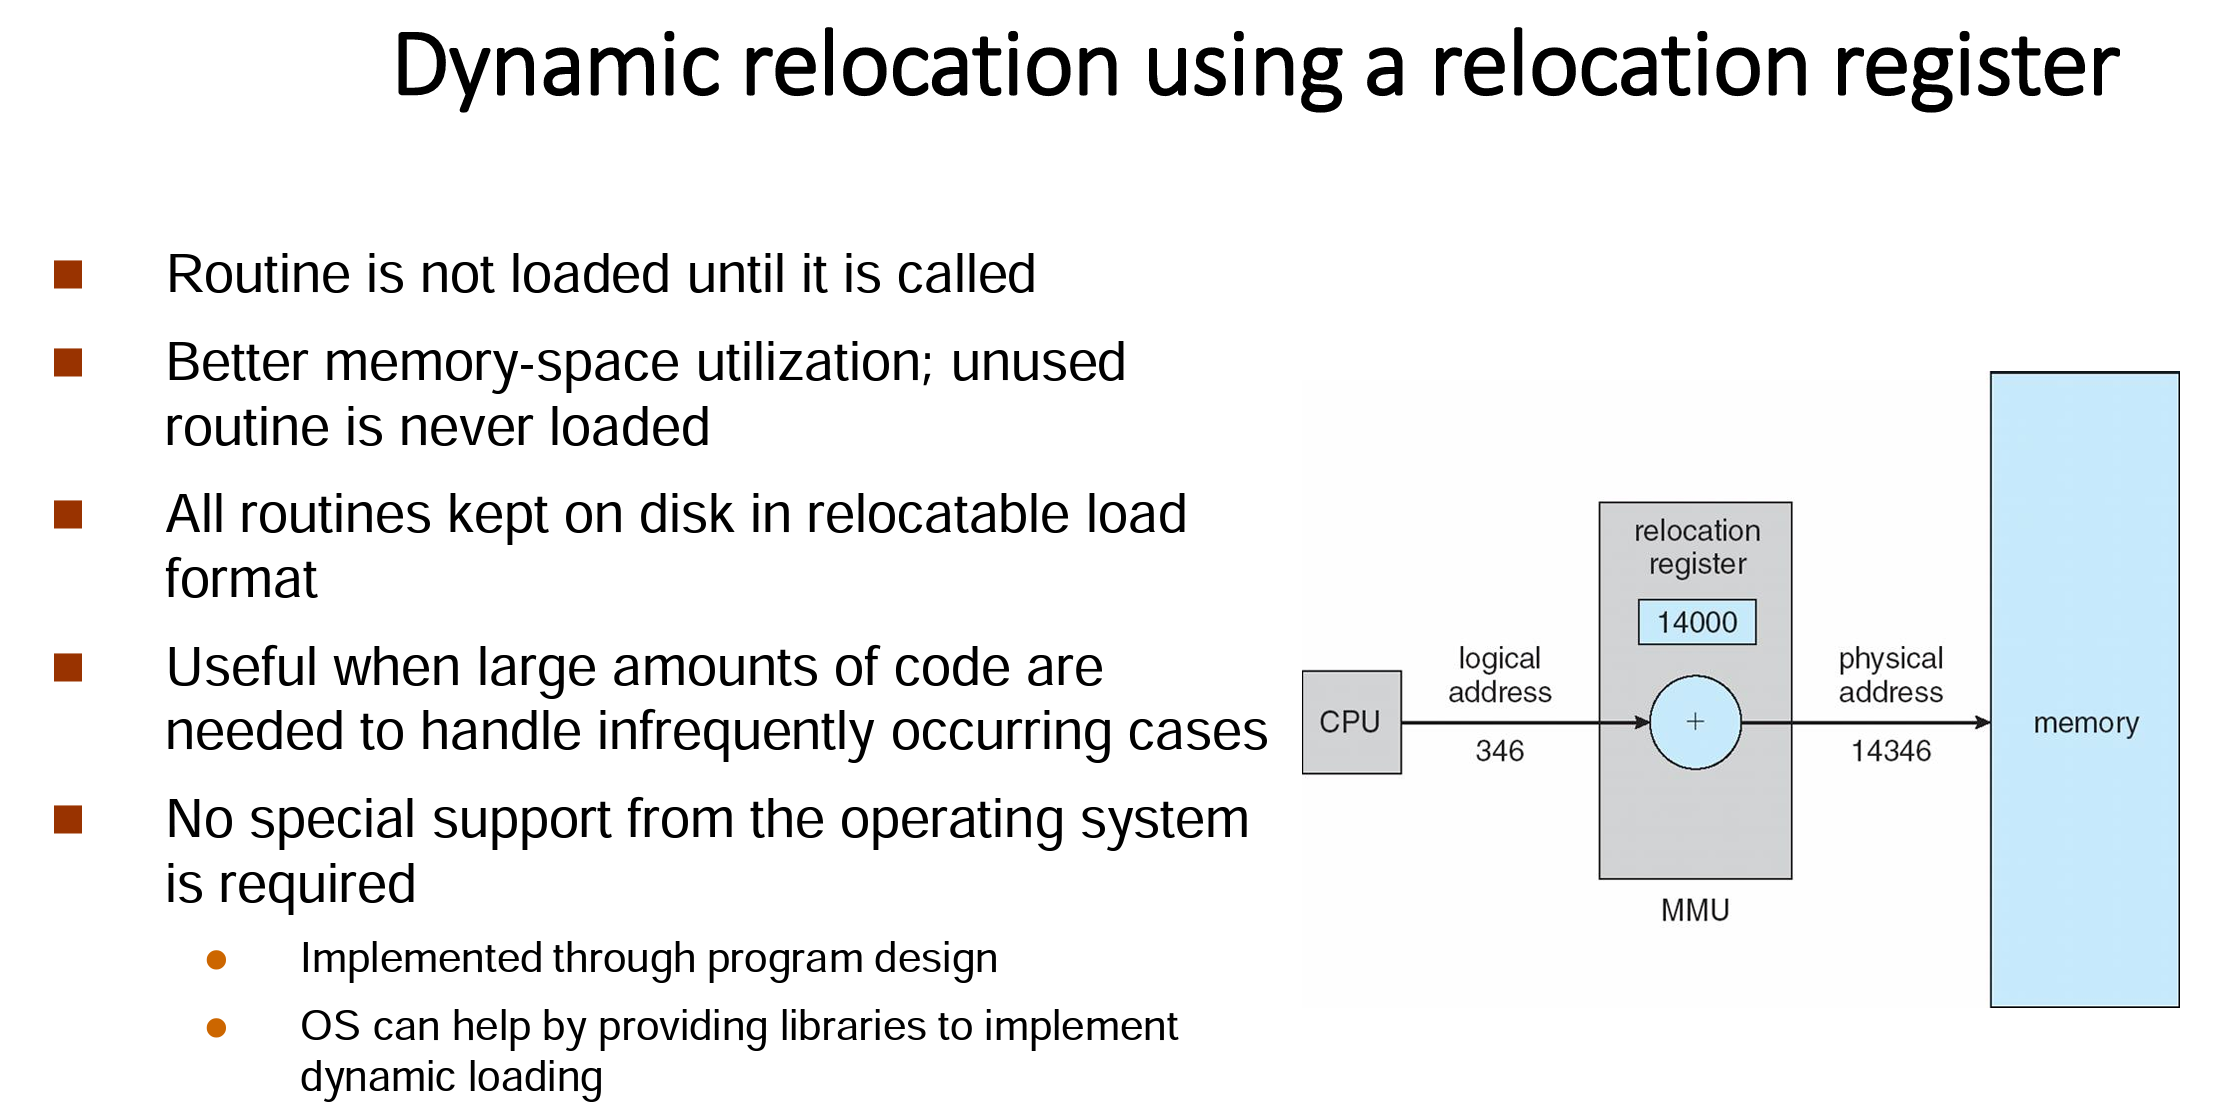 Dynamic relocation using a relocation register
Routine is not loaded until it is called
Better memory-space utilization; unused
routine is never loaded
All routines kept on disk in relocatable load
format
Useful when large amounts of code are
needed to handle infrequently occurring cases
No special support from the operating system
is required
Implemented through program design
OS can help by providing libraries to implement
dynamic loading
relocation
register
14000
logical
address
physical
address
CPU
+
memory
346
14346
MMU